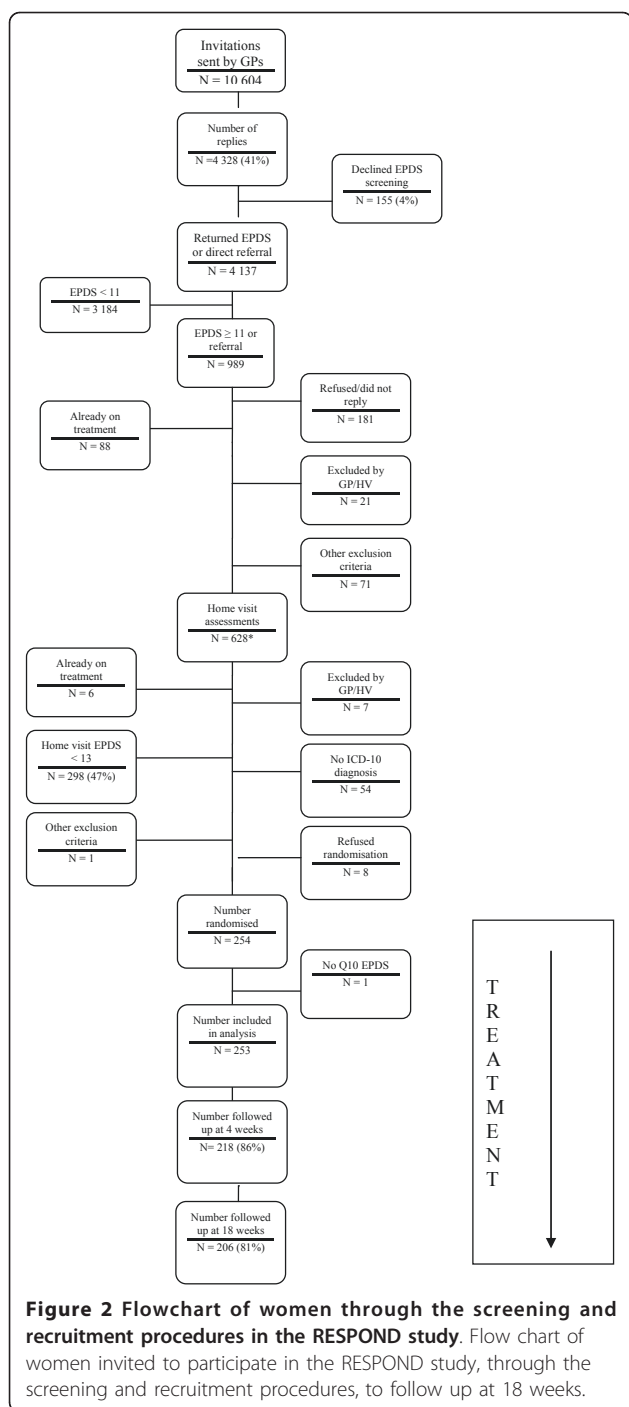 Invitations
sent by GPs
N = 10 604
Number of
replies
N =4 328 (41%)
Declined EPDS
screening
N = 155 (4%)
Returned EPDS
or direct referral
N = 4 137
EPDS < 11
N = 3 184
EPDS ≥ 11 or
referral
N = 989
Refused/did not
reply
N = 181
Already on
treatment
N = 88
Excluded by
GP/HV
N = 21
Other exclusion
criteria
N = 71
Home visit
assessments
N = 628*
Already on
treatment
N = 6
Excluded by
GP/HV
N = 7
Home visit EPDS
< 13
N = 298 (47%)
No ICD-10
diagnosis
N = 54
Other exclusion
criteria
N = 1
Refused
randomisation
N = 8
Number
randomised
N = 254
No Q10 EPDS
N = 1
Number included
in analysis
N = 253
Number followed
up at 4 weeks
N= 218 (86%)
Number followed
up at 18 weeks
N = 206 (81%)
T
R
E
A
T
M
E
N
T
Figure 2 Flowchart of women through the screening and
recruitment procedures in the RESPOND study. Flow chart of
women invited to participate in the RESPOND study, through the
screening and recruitment procedures, to follow up at 18 weeks.